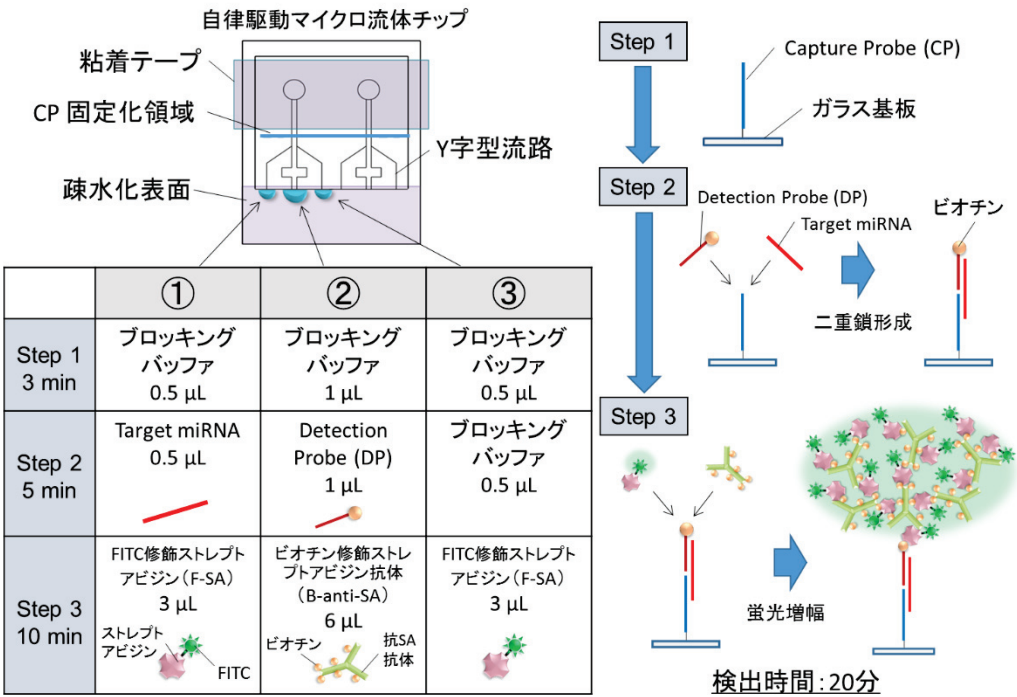 自律駆動マイクロ流体チップ
粘着テープ
CP 固定化領域
Y字型流路
疎水化表面
①
②
③
Step 1
3 min
ブロッキング
バッファ
0.5 µL
ブロッキング
バッファ
1 µL
ブロッキング
バッファ
0.5 µL
Step 2
5 min
Target miRNA
0.5 µL
Detection
Probe (DP)
1 µL
ブロッキング
バッファ
0.5 µL
Step 3
10 min
FITC修飾ストレプト
アビジン(F-SA)
3 µL
ストレプト
アビジン
FITC
ビオチン修飾ストレ
プトアビジン抗体
(B-anti-SA)
6 µL
ビオチン
抗SA
抗体
FITC修飾ストレプト
アビジン(F-SA)
3 µL
Step 1
Capture Probe (CP)
ガラス基板
Step 2
Detection Probe (DP)
Target miRNA
ビオチン
二重鎖形成
Step 3
蛍光増幅
検出時間:20分